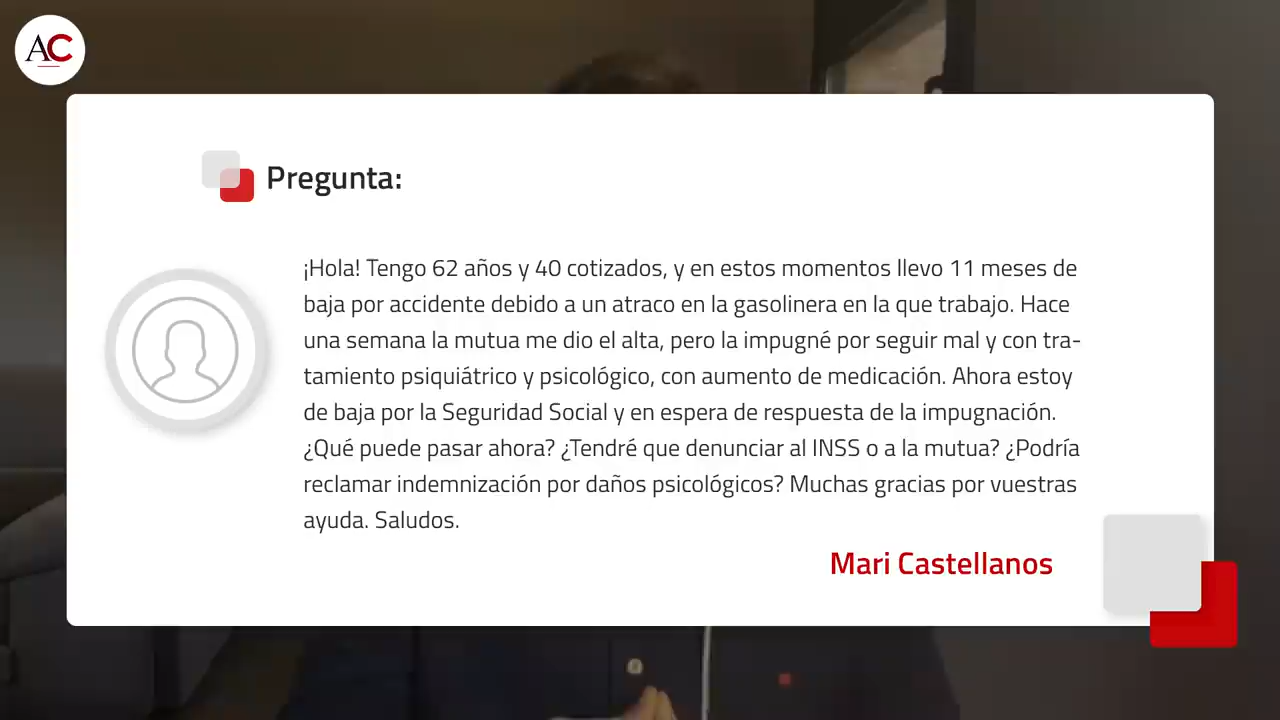 AC
Pregunta:
¡Hola! Tengo 62 años y 40 cotizados, y en estos momentos llevo 11 meses de
baja por accidente debido a un atraco en la gasolinera en la que trabajo. Hace
una semana la mutua me dio el alta, pero la impugné por seguir mal y con tra-
tamiento psiquiátrico y psicológico, con aumento de medicación. Ahora estoy
de baja por la Seguridad Social y en espera de respuesta de la impugnación.
¿Qué puede pasar ahora? ¿Tendré que denunciar al INSS o a la mutua? ¿Podría
reclamar indemnización por daños psicológicos? Muchas gracias por vuestras
ayuda. Saludos.
Mari Castellanos